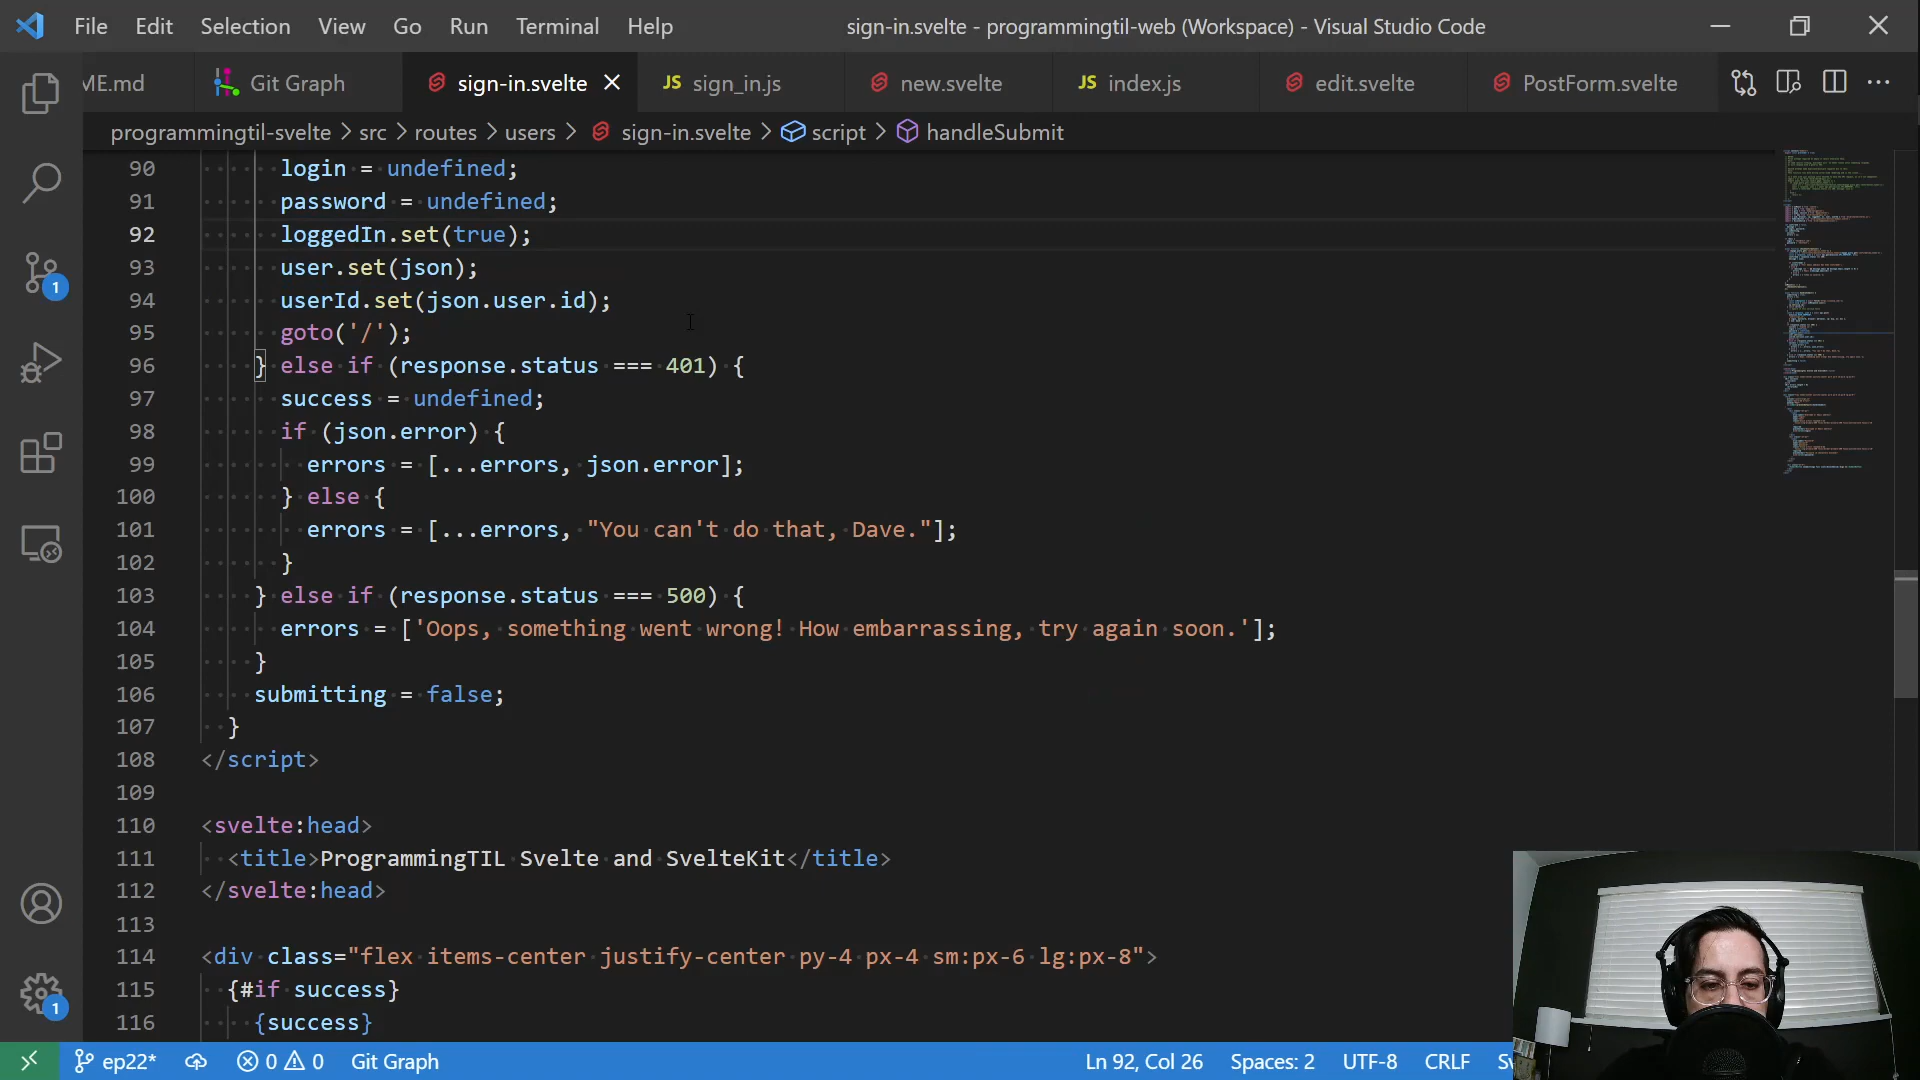 File Edit Selection View Go Run Terminal Help sign-in.svelte - programmingtil-web (Workspace) - Visual Studio Code
ME.md Git Graph sign-in.svelte JS sign_in.js new.svelte JS index.js edit.svelte PostForm.svelte
programmingtil-svelte > src > routes > users > sign-in.svelte > script > handleSubmit
90 login = undefined;
91 password = undefined;
92 loggedIn.set(true);
93 user.set(json);
94 userId.set(json.user.id);
95 goto('/');
96 } else if (response.status === 401) {
97 success = undefined;
98 if (json.error) {
99 errors = [...errors, json.error];
100 } else {
101 errors = [...errors, "You can't do that, Dave."];
102 }
103 } else if (response.status === 500) {
104 errors = ['Oops, something went wrong! How embarrassing, try again soon.'];
105 }
106 submitting = false;
107 }
108 </script>
109
110 <svelte:head>
111 <title>ProgrammingTIL Svelte and SvelteKit</title>
112 </svelte:head>
113
114 <div class="flex items-center justify-center py-4 px-4 sm:px-6 lg:px-8">
115 {#if success}
116 {success}
1
1
ep22* 0 0 Git Graph Ln 92, Col 26 Spaces: 2 UTF-8 CRLF